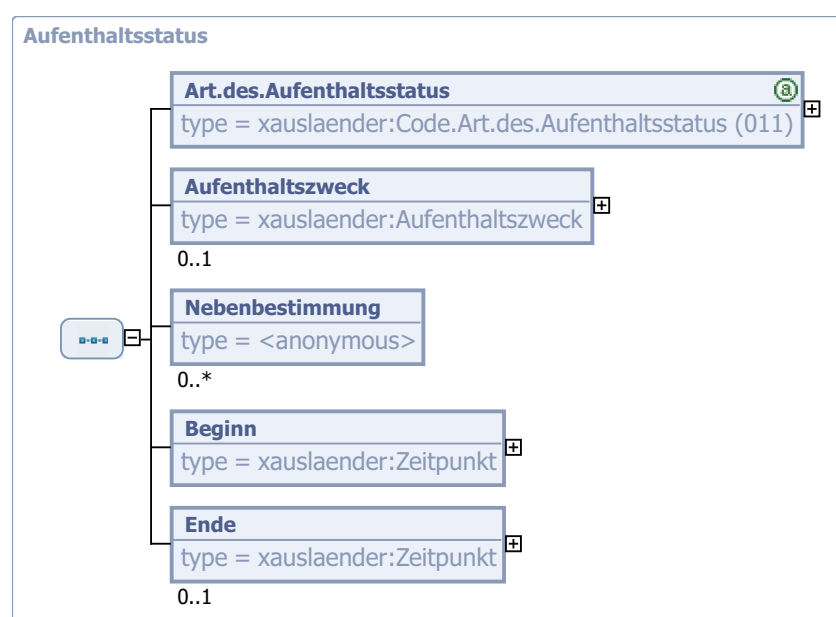 Aufenthaltsstatus
Art.des.Aufenthaltsstatus
a
type = xauslaender:Code.Art.des.Aufenthaltsstatus (011)
Aufenthaltszweck
type = xauslaender:Aufenthaltszweck
0..1
Nebenbestimmung
type = <anonymous>
0..*
Beginn
type = xauslaender:Zeitpunkt
Ende
type = xauslaender:Zeitpunkt
0..1